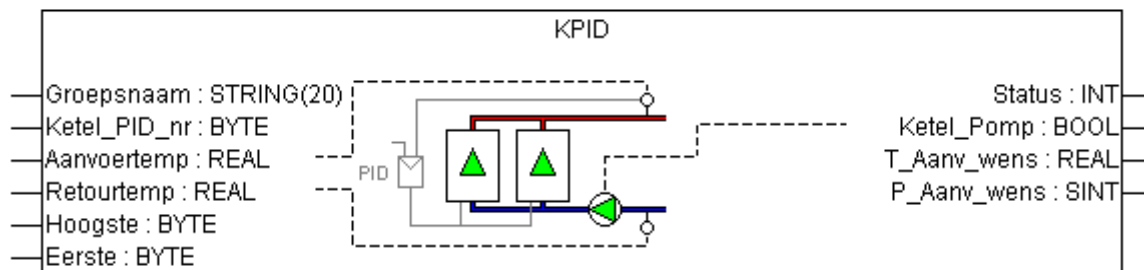 KPID
Groepsnaam : STRING(20)
Ketel_PID_nr : BYTE
Aanvoertemp : REAL
Retourtemp : REAL
Hoogste : BYTE
Eerste : BYTE
PID
Status : INT
Ketel_Pomp : BOOL
T_Aanv_wens : REAL
P_Aanv_wens : SINT